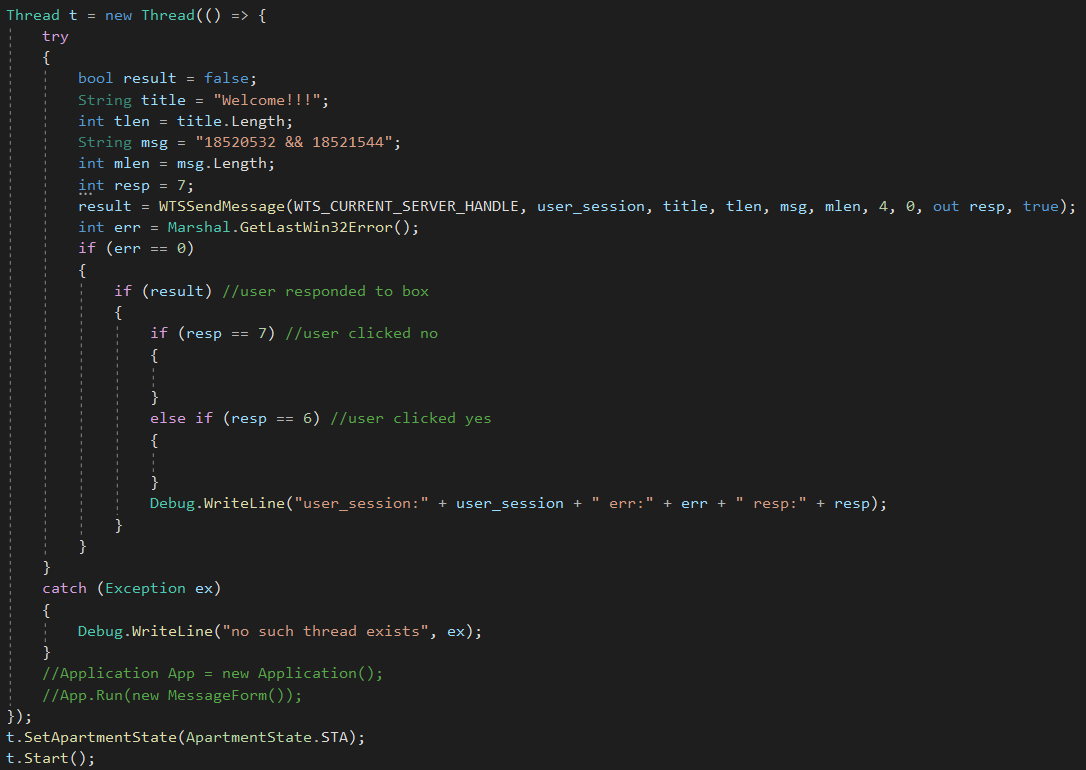 Thread t = new Thread(() => {
    try
    {
        bool result = false;
        String title = "Welcome!!!";
        int tlen = title.Length;
        String msg = "18520532 && 18521544";
        int mlen = msg.Length;
        int resp = 7;
        result = WTSSendMessage(WTS_CURRENT_SERVER_HANDLE, user_session, title, tlen, msg, mlen, 4, 0, out resp, true);
        int err = Marshal.GetLastWin32Error();
        if (err == 0)
        {
            if (result) //user responded to box
            {
                if (resp == 7) //user clicked no
                {
                }
                else if (resp == 6) //user clicked yes
                {
                }
                Debug.WriteLine("user_session:" + user_session + " err:" + err + " resp:" + resp);
            }
        }
    }
    catch (Exception ex)
    {
        Debug.WriteLine("no such thread exists", ex);
    }
    //Application App = new Application();
    //App.Run(new MessageForm());
});
t.SetApartmentState(ApartmentState.STA);
t.Start();